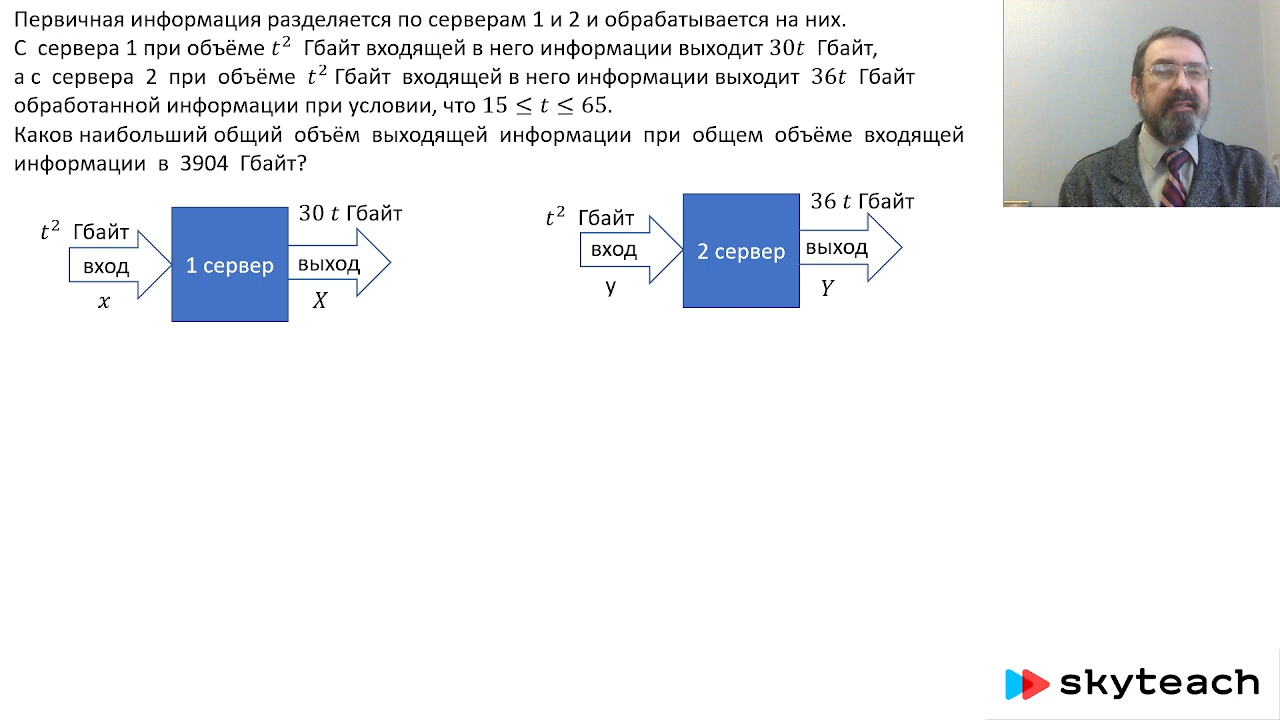 Первичная информация разделяется по серверам 1 и 2 и обрабатывается на них.
С сервера 1 при объёме t² Гбайт входящей в него информации выходит 30t Гбайт,
а с сервера 2 при объёме t² Гбайт входящей в него информации выходит 36t Гбайт
обработанной информации при условии, что 15 ≤ t ≤ 65.
Каков наибольший общий объём выходящей информации при общем объёме входящей
информации в 3904 Гбайт?
t² Гбайт
вход
x
1 сервер
30 t Гбайт
выход
X
t² Гбайт
вход
y
2 сервер
36 t Гбайт
выход
Y
skyteach